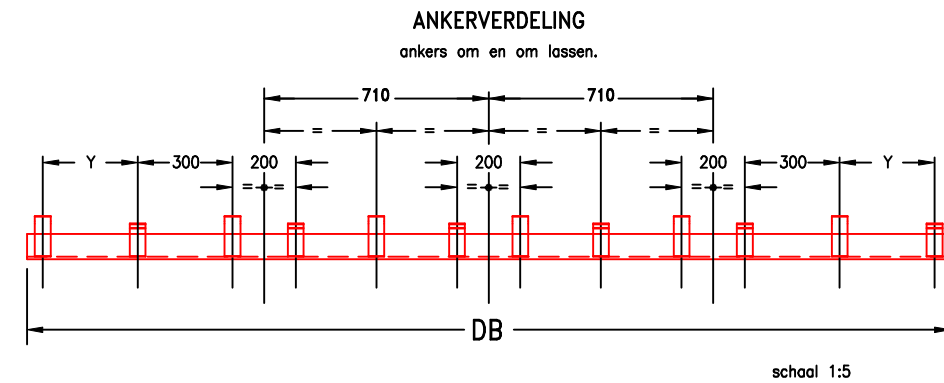 ANKERVERDELING
ankers om en om lassen.
710 710
= = = =
Y 300 200 200 200 300 Y
= = = = = =
DB
schaal 1:5